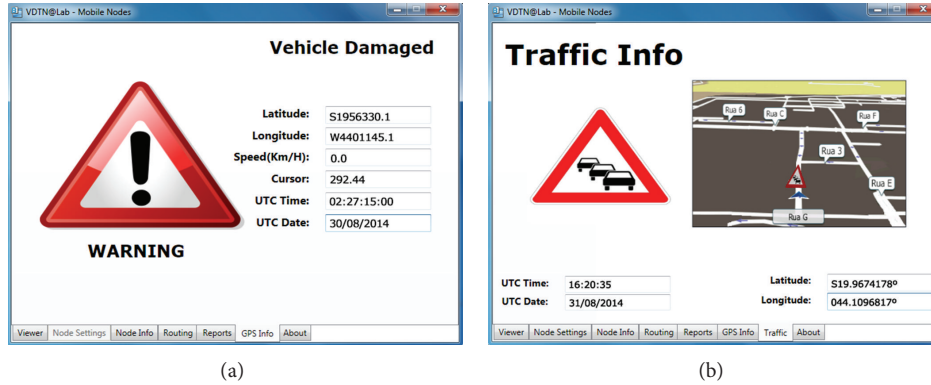 VDTN@Lab - Mobile Nodes
Vehicle Damaged
Latitude: S1956330.1
Longitude: W4401145.1
Speed(Km/H): 0.0
Cursor: 292.44
UTC Time: 02:27:15:00
UTC Date: 30/08/2014
WARNING
Viewer Node Settings Node Info Routing Reports GPS Info About
(a)
VDTN@Lab - Mobile Nodes
Traffic Info
Rua 6
Rua C
Rua F
Rua 3
Rua E
Rua G
UTC Time: 16:20:35
UTC Date: 31/08/2014
Latitude: S19.9674178º
Longitude: 044.1096817º
Viewer Node Settings Node Info Routing Reports GPS Info Traffic About
(b)